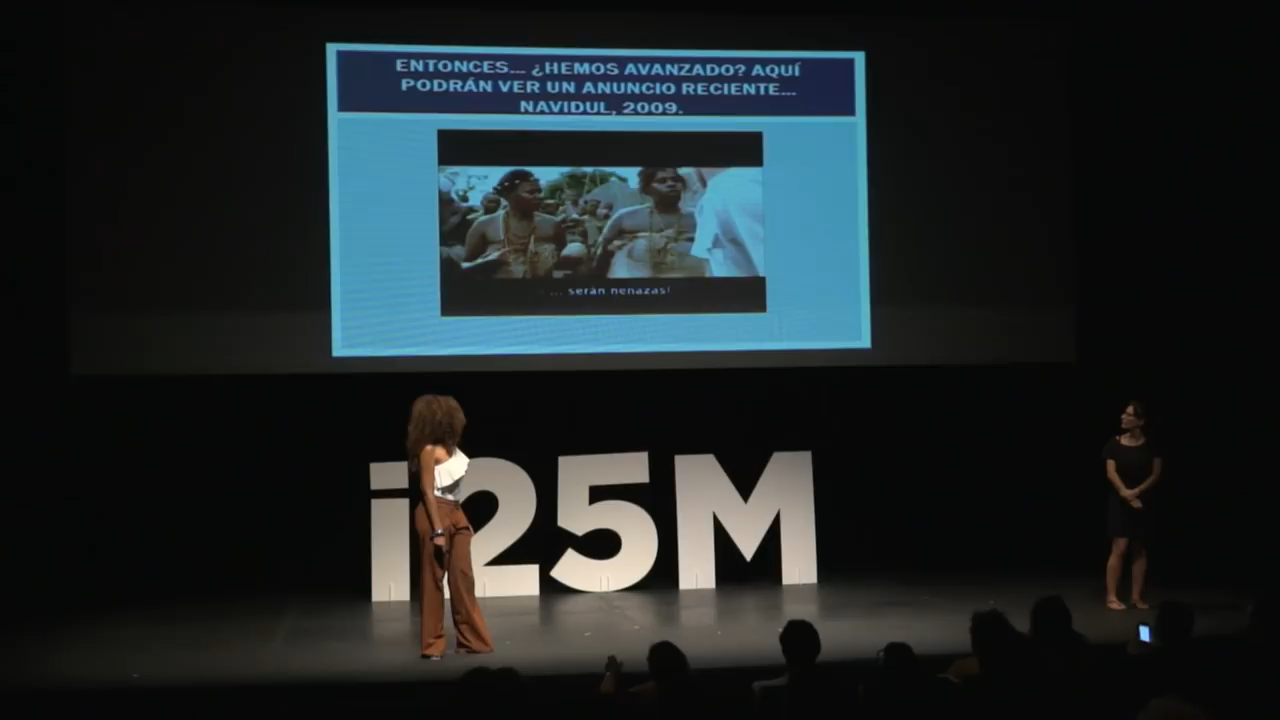 ENTONCES... ¿HEMOS AVANZADO? AQUÍ
PODRÁN VER UN ANUNCIO RECIENTE...
NAVIDUL, 2009.
... serán nenazas!
i25M